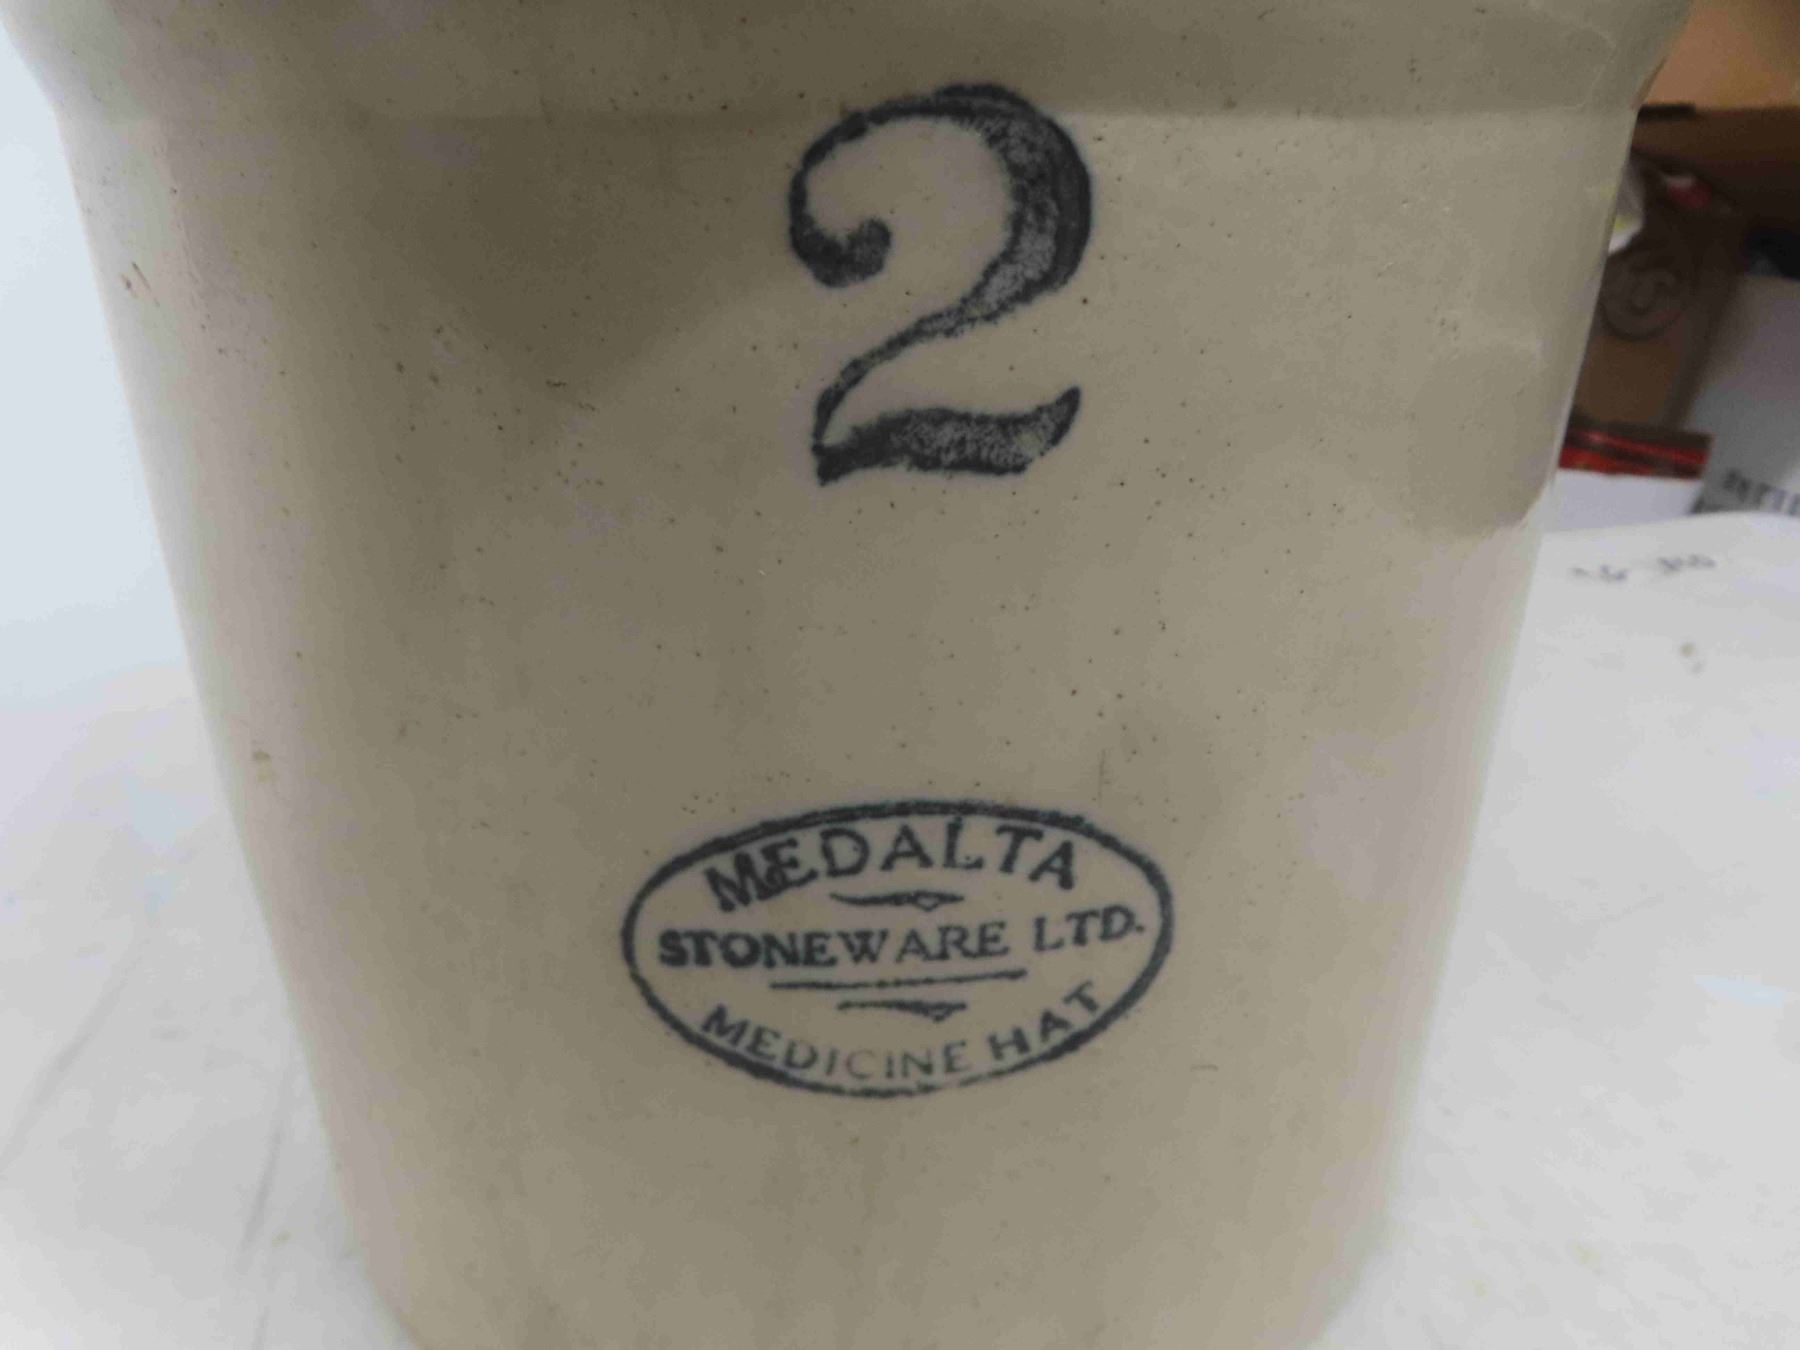 2
MEDALTA
STONEWARE LTD.
MEDICINE HAT